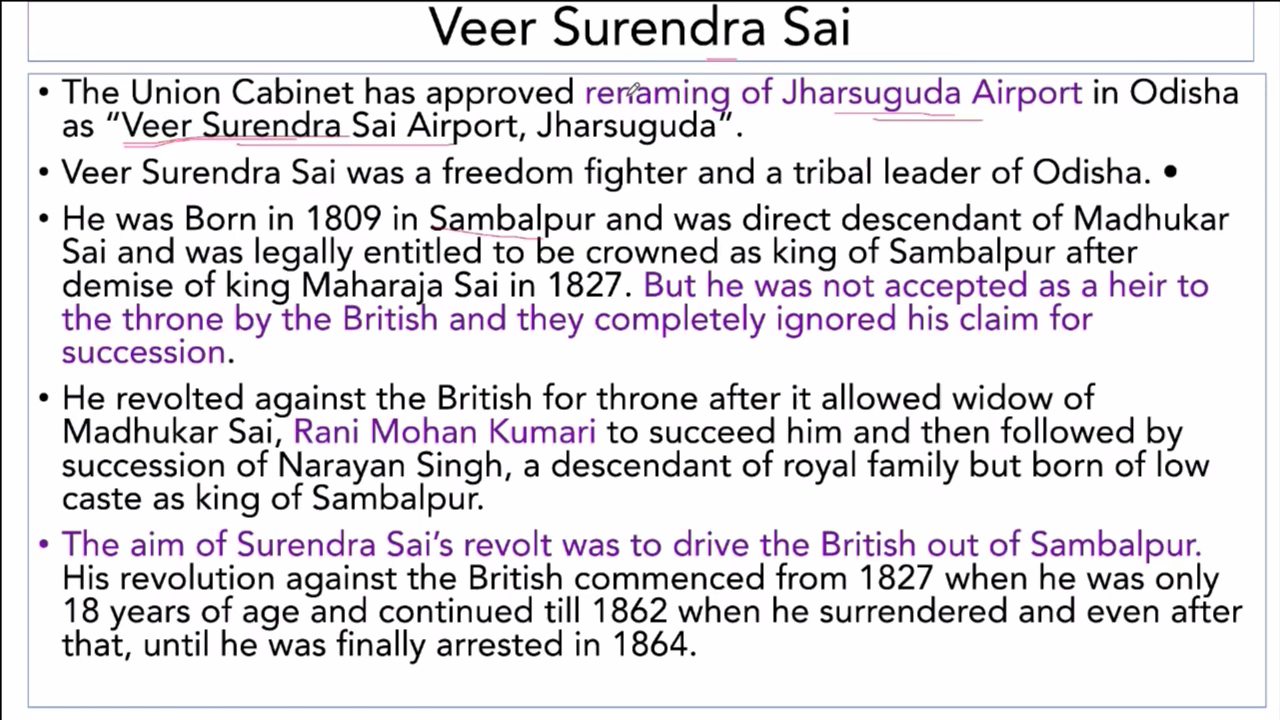 Veer Surendra Sai
• The Union Cabinet has approved renaming of Jharsuguda Airport in Odisha
as “Veer Surendra Sai Airport, Jharsuguda”.
• Veer Surendra Sai was a freedom fighter and a tribal leader of Odisha. •
• He was Born in 1809 in Sambalpur and was direct descendant of Madhukar
Sai and was legally entitled to be crowned as king of Sambalpur after
demise of king Maharaja Sai in 1827. But he was not accepted as a heir to
the throne by the British and they completely ignored his claim for
succession.
• He revolted against the British for throne after it allowed widow of
Madhukar Sai, Rani Mohan Kumari to succeed him and then followed by
succession of Narayan Singh, a descendant of royal family but born of low
caste as king of Sambalpur.
• The aim of Surendra Sai’s revolt was to drive the British out of Sambalpur.
His revolution against the British commenced from 1827 when he was only
18 years of age and continued till 1862 when he surrendered and even after
that, until he was finally arrested in 1864.